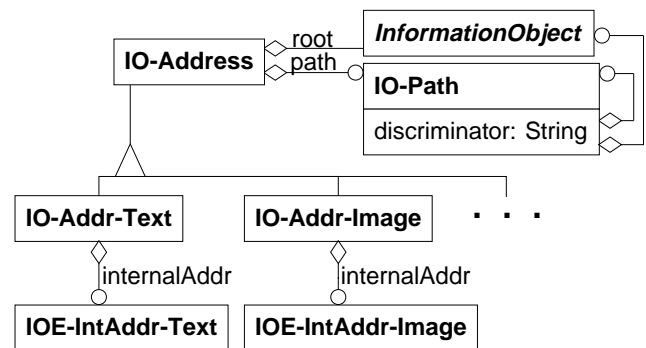 InformationObject
root
IO-Address
path
IO-Path
discriminator: String
IO-Addr-Text
IO-Addr-Image
. . .
internalAddr
internalAddr
IOE-IntAddr-Text
IOE-IntAddr-Image